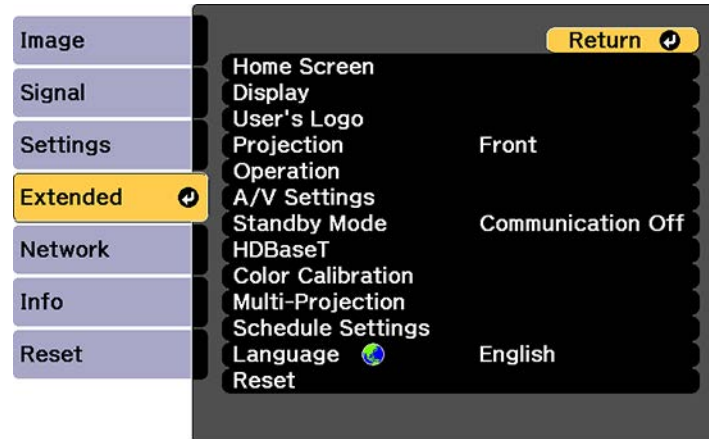 Image
Signal
Settings
Extended
Network
Info
Reset
Return
Home Screen
Display
User's Logo
Projection Front
Operation
A/V Settings
Standby Mode Communication Off
HDBaseT
Color Calibration
Multi-Projection
Schedule Settings
Language English
Reset